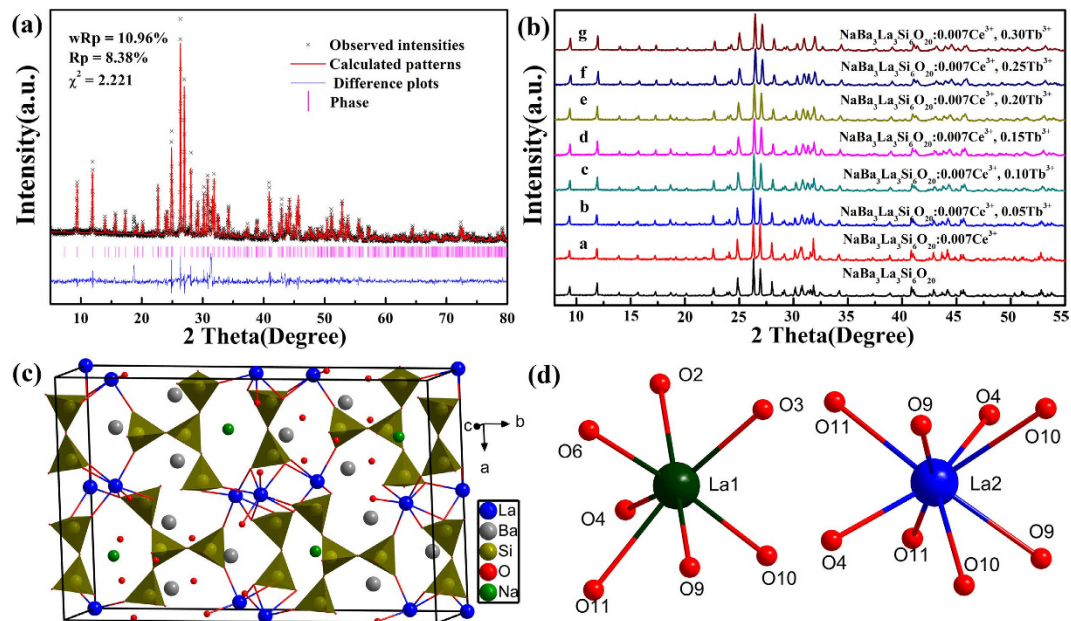 (a)
wRp = 10.96%
Rp = 8.38%
χ² = 2.221
Observed intensities
Calculated patterns
Difference plots
Phase
Intensity(a.u.)
5 10 20 30 40 50 60 70 80
2 Theta(Degree)
(b)
g NaBa₃La₃Si₆O₂₀:0.007Ce³⁺, 0.30Tb³⁺
f NaBa₃La₃Si₆O₂₀:0.007Ce³⁺, 0.25Tb³⁺
e NaBa₃La₃Si₆O₂₀:0.007Ce³⁺, 0.20Tb³⁺
d NaBa₃La₃Si₆O₂₀:0.007Ce³⁺, 0.15Tb³⁺
c NaBa₃La₃Si₆O₂₀:0.007Ce³⁺, 0.10Tb³⁺
b NaBa₃La₃Si₆O₂₀:0.007Ce³⁺, 0.05Tb³⁺
a NaBa₃La₃Si₆O₂₀:0.007Ce³⁺
NaBa₃La₃Si₆O₂₀
Intensity(a.u.)
10 15 20 25 30 35 40 45 50 55
2 Theta(Degree)
(c)
c b
a
La
Ba
Si
O
Na
(d)
O2
O3
O6
La1
O4
O11
O9
O10
O11
O9
O4
O10
La2
O4
O11
O10
O9